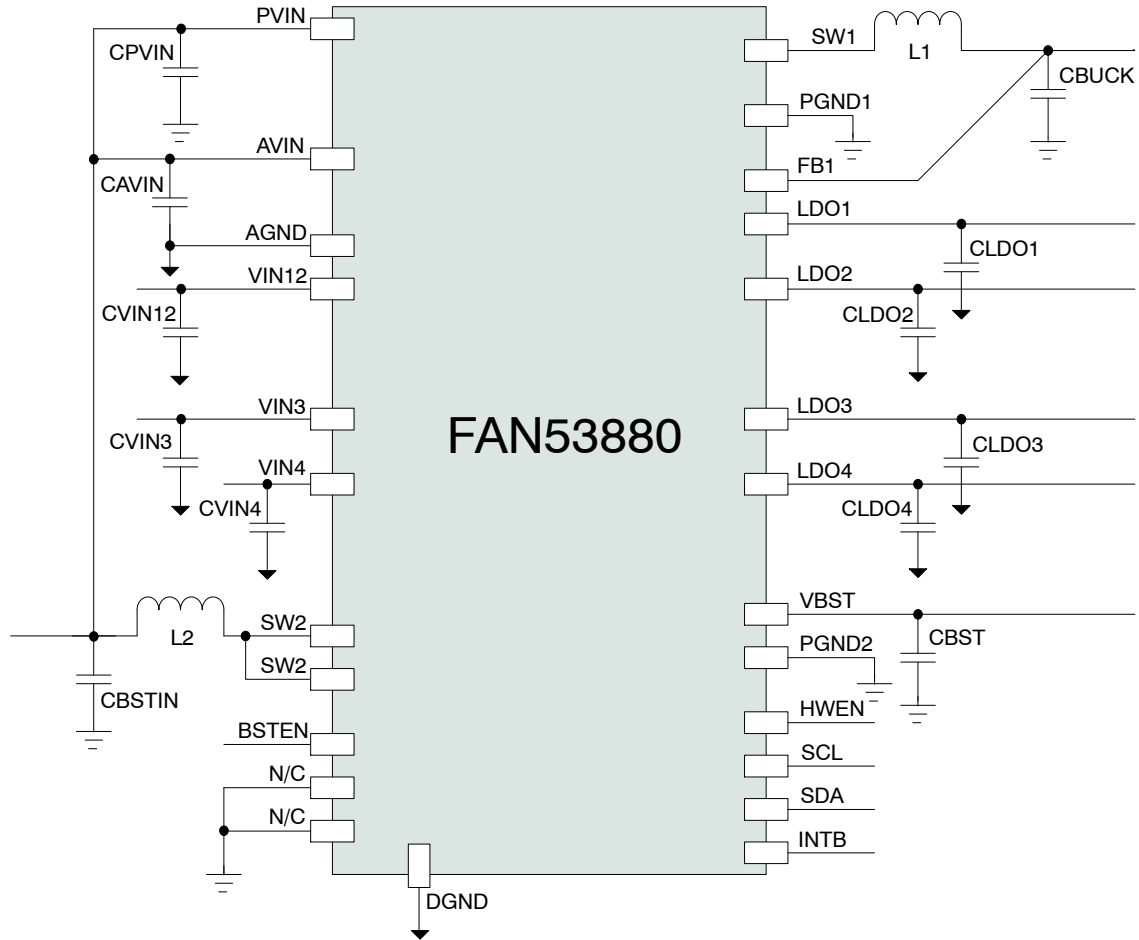 PVIN
CPVIN
AVIN
CAVIN
AGND
VIN12
CVIN12
VIN3
CVIN3
VIN4
CVIN4
L2
SW2
SW2
CBSTIN
BSTEN
N/C
N/C
DGND
FAN53880
SW1
L1
CBUCK
PGND1
FB1
LDO1
CLDO1
LDO2
CLDO2
LDO3
CLDO3
LDO4
CLDO4
VBST
CBST
PGND2
HWEN
SCL
SDA
INTB